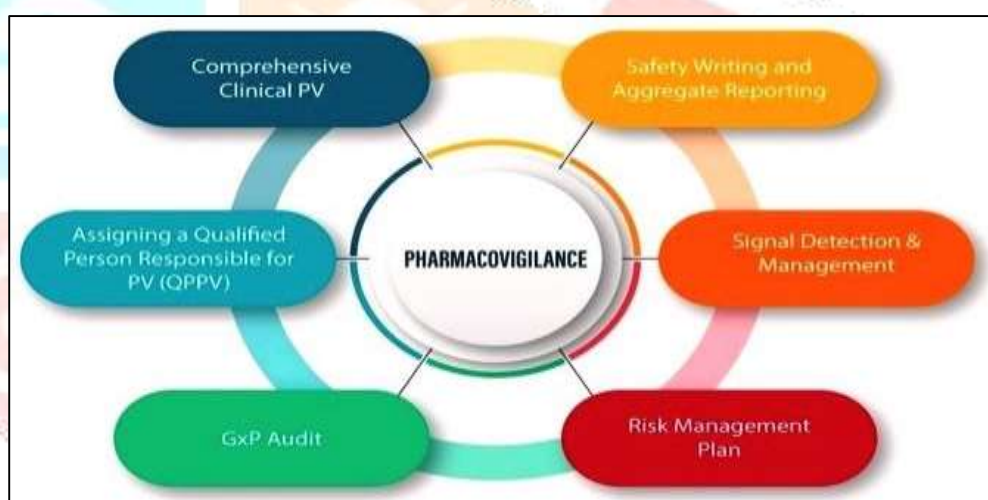 Comprehensive
Clinical PV
Safety Writing and
Aggregate Reporting
Assigning a Qualified
Person Responsible for
PV (QPPV)
PHARMACOVIGILANCE
Signal Detection &
Management
GxP Audit
Risk Management
Plan